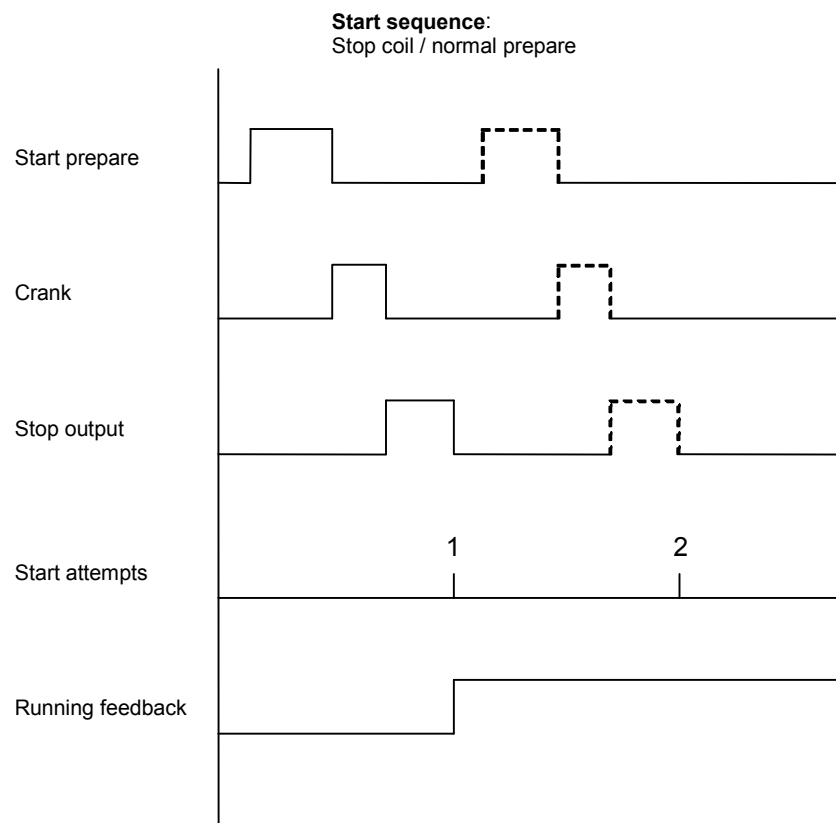 Start sequence:
Stop coil / normal prepare
Start prepare
Crank
Stop output
1 2
Start attempts
Running feedback